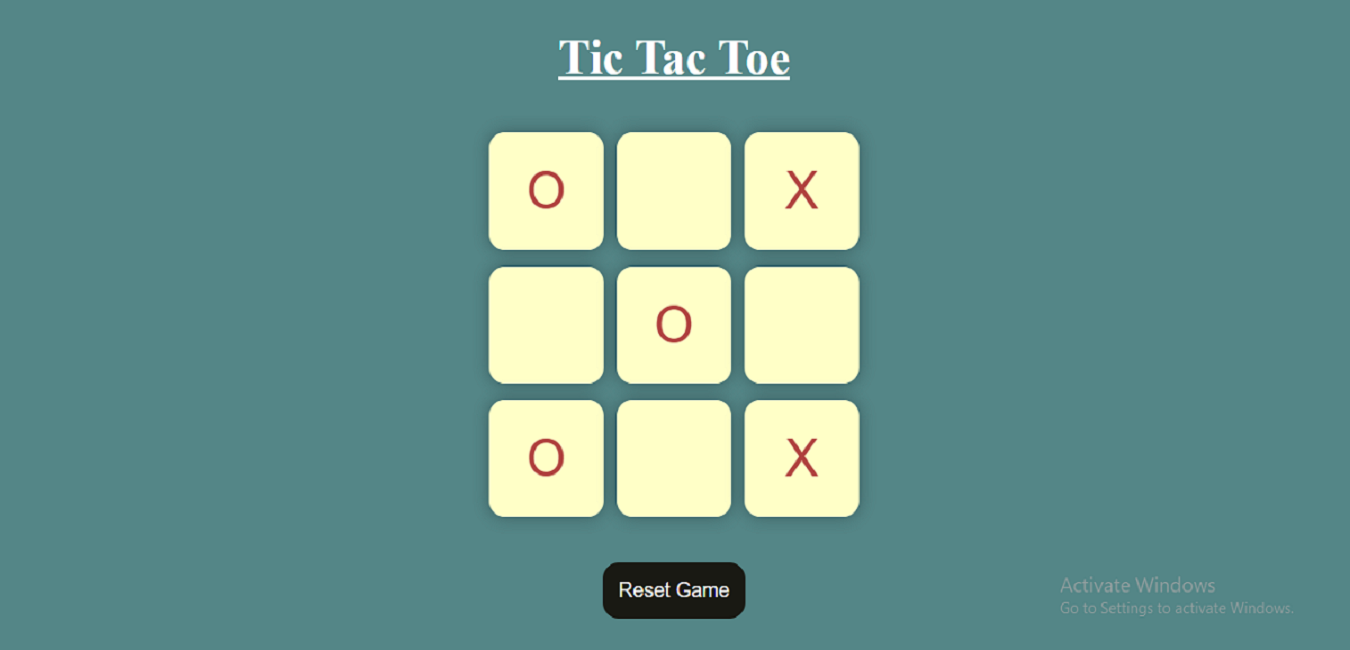 Tic Tac Toe
O X
O
O X
Reset Game
Activate Windows
Go to Settings to activate Windows.